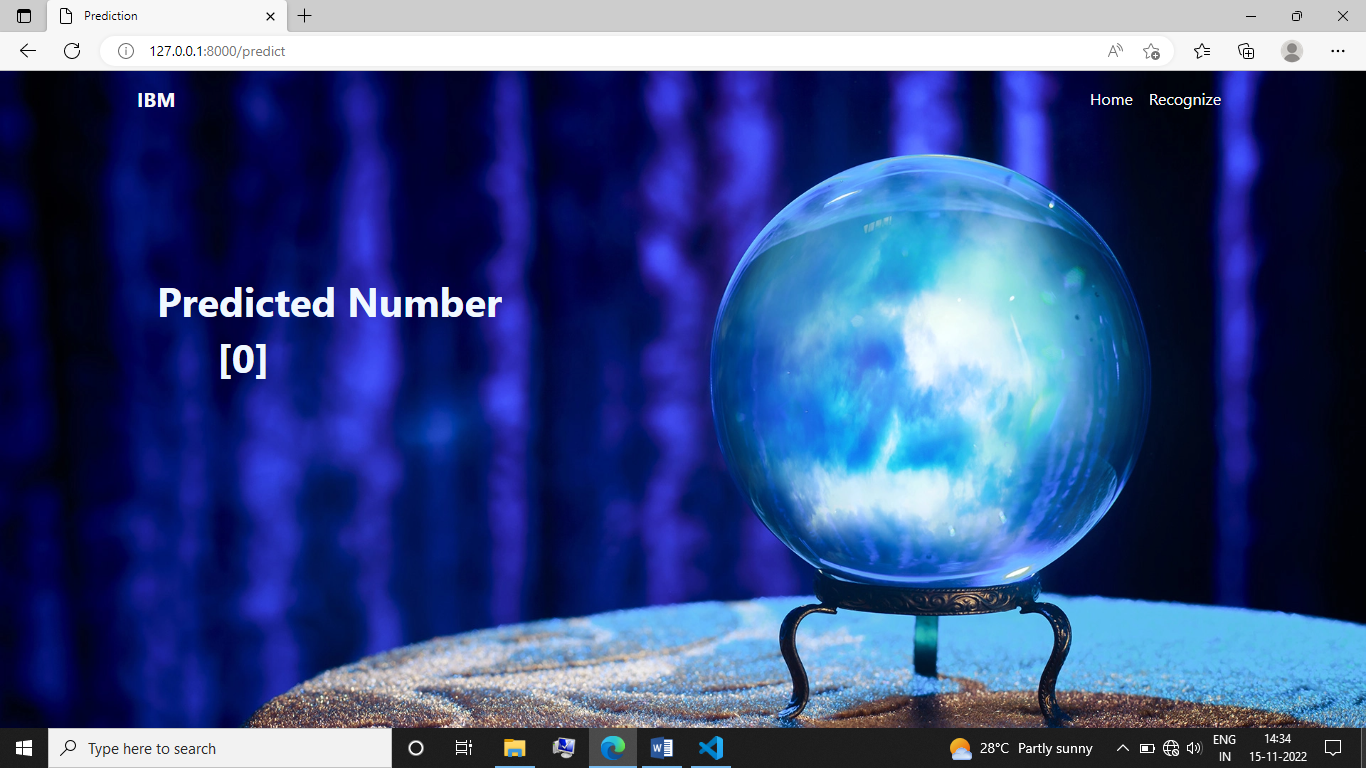 Prediction
127.0.0.1:8000/predict
IBM
Home Recognize
Predicted Number
[0]
Type here to search
28°C Partly sunny
ENG
IN
14:34
15-11-2022